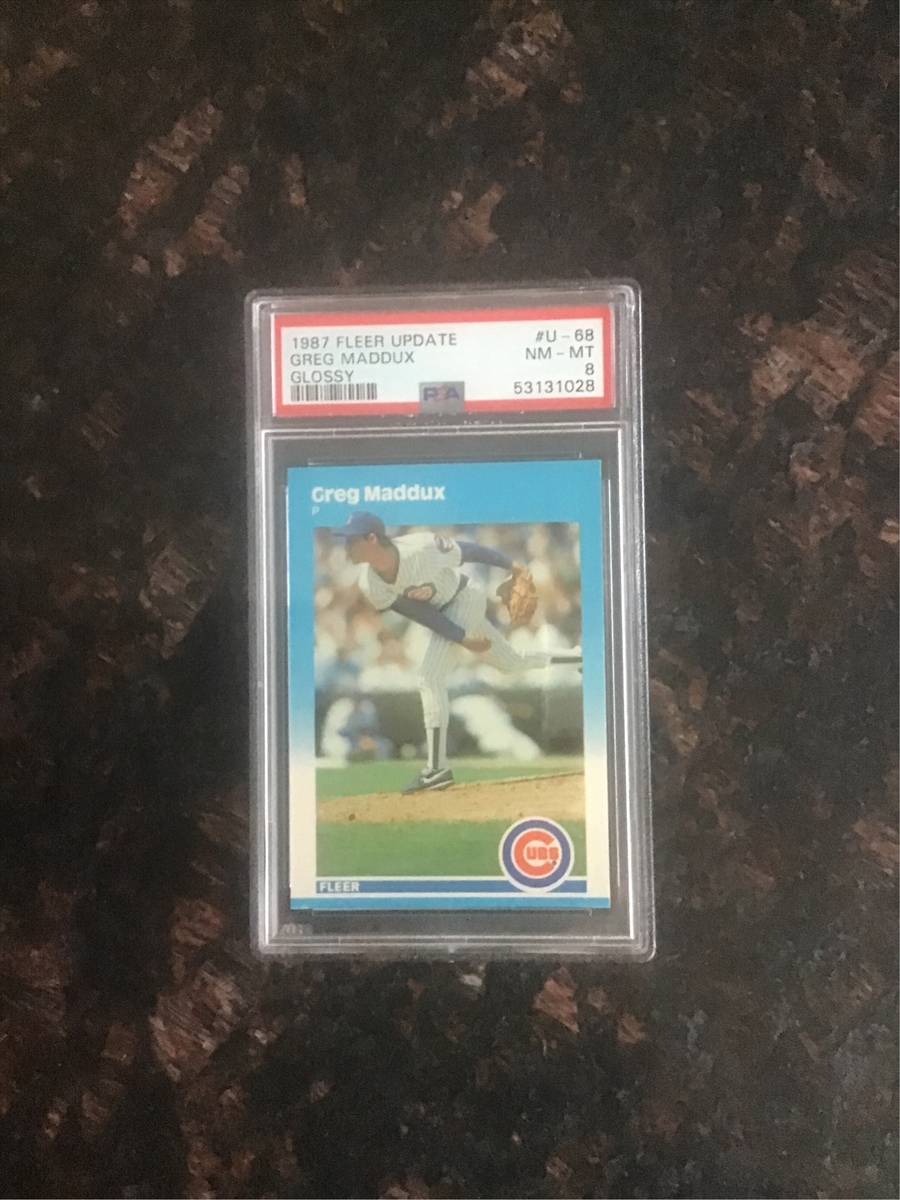 1987 FLEER UPDATE
GREG MADDUX
GLOSSY
#U-68
NM-MT
8
53131028
PSA
Greg Maddux
P
CUBS
FLEER